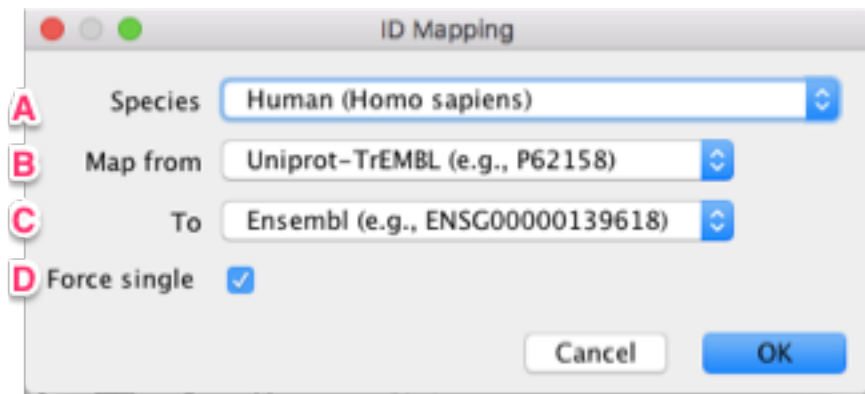 ID Mapping
A Species Human (Homo sapiens)
B Map from Uniprot-TrEMBL (e.g., P62158)
C To Ensembl (e.g., ENSG00000139618)
D Force single
Cancel OK